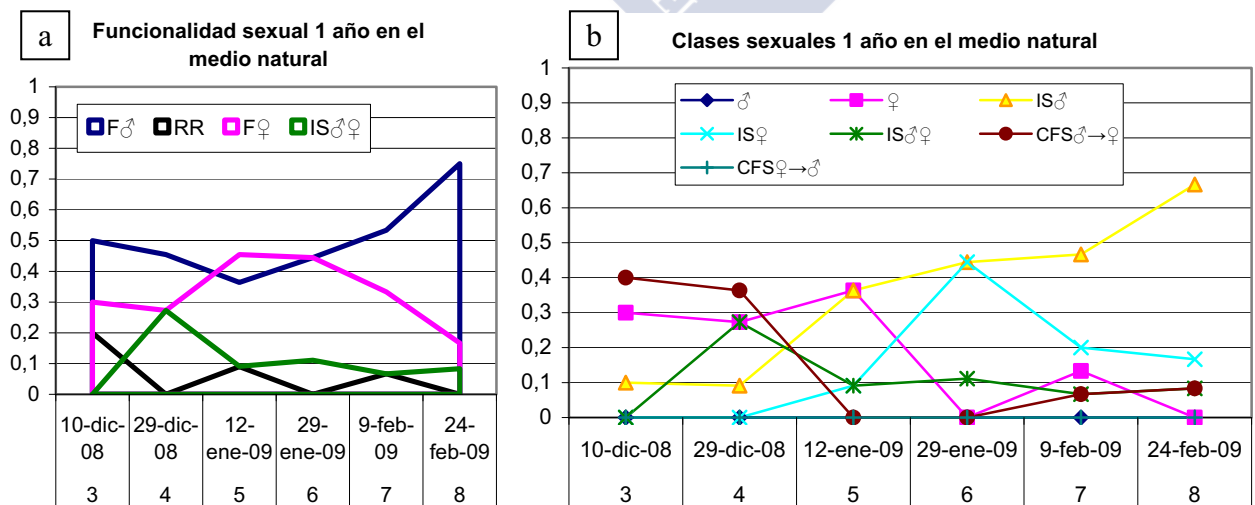 a
Funcionalidad sexual 1 año en el
medio natural
1
0,9
0,8
0,7
0,6
0,5
0,4
0,3
0,2
0,1
0
F♂ RR F♀ IS♂♀
10-dic-
08
29-dic-
08
12-
ene-09
29-
ene-09
9-feb-
09
24-
feb-09
3 4 5 6 7 8
b
Clases sexuales 1 año en el medio natural
1
0,9
0,8
0,7
0,6
0,5
0,4
0,3
0,2
0,1
0
♂ ♀ IS♂
IS♀ IS♂♀ CFS♂→♀
CFS♀→♂
10-dic-08 29-dic-08 12-ene-09 29-ene-09 9-feb-09 24-feb-09
3 4 5 6 7 8